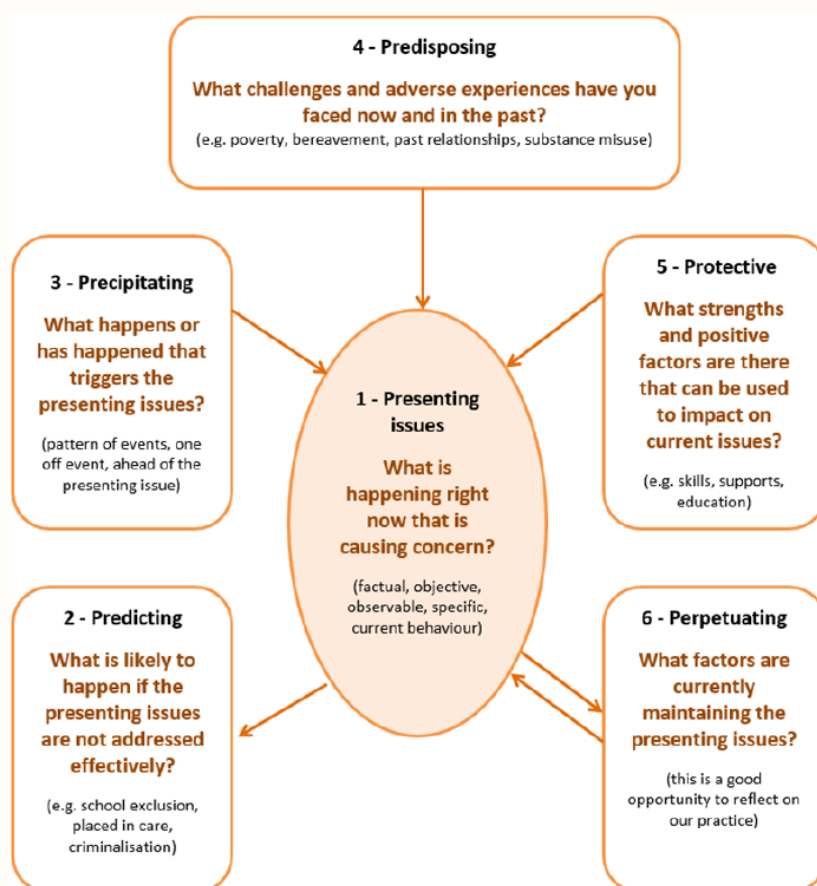 4 - Predisposing
What challenges and adverse experiences have you
faced now and in the past?
(e.g. poverty, bereavement, past relationships, substance misuse)
3 - Precipitating
What happens or
has happened that
triggers the
presenting issues?
(pattern of events, one
off event, ahead of the
presenting issue)
5 - Protective
What strengths
and positive
factors are there
that can be used
to impact on
current issues?
(e.g. skills, supports,
education)
1 - Presenting
issues
What is
happening right
now that is
causing concern?
(factual, objective,
observable, specific,
current behaviour)
2 - Predicting
What is likely to
happen if the
presenting issues
are not addressed
effectively?
(e.g. school exclusion,
placed in care,
criminalisation)
6 - Perpetuating
What factors are
currently
maintaining the
presenting issues?
(this is a good
opportunity to reflect on
our practice)